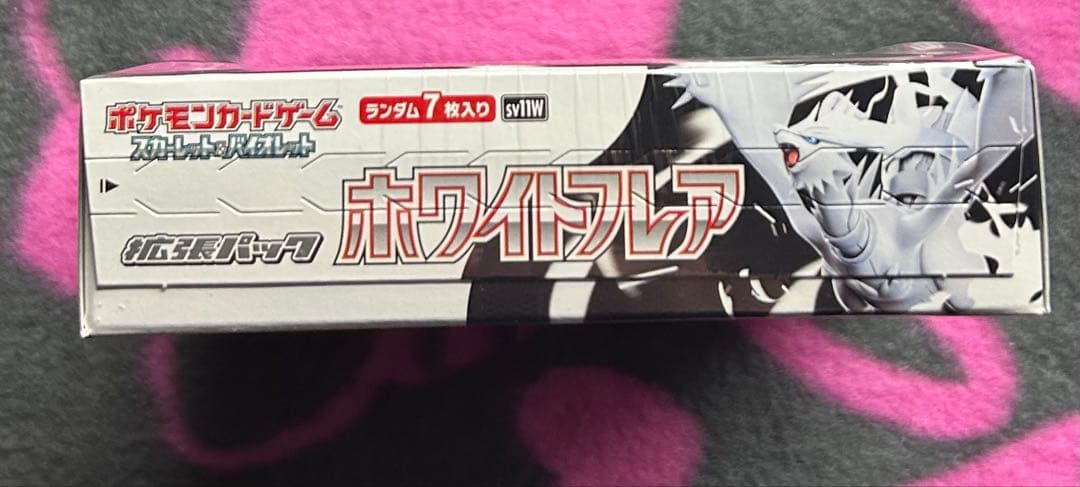 ポケモンカードゲーム
スカーレット&バイオレット
ランダム7枚入り
sv11W
拡張パック
ホワイトフレア